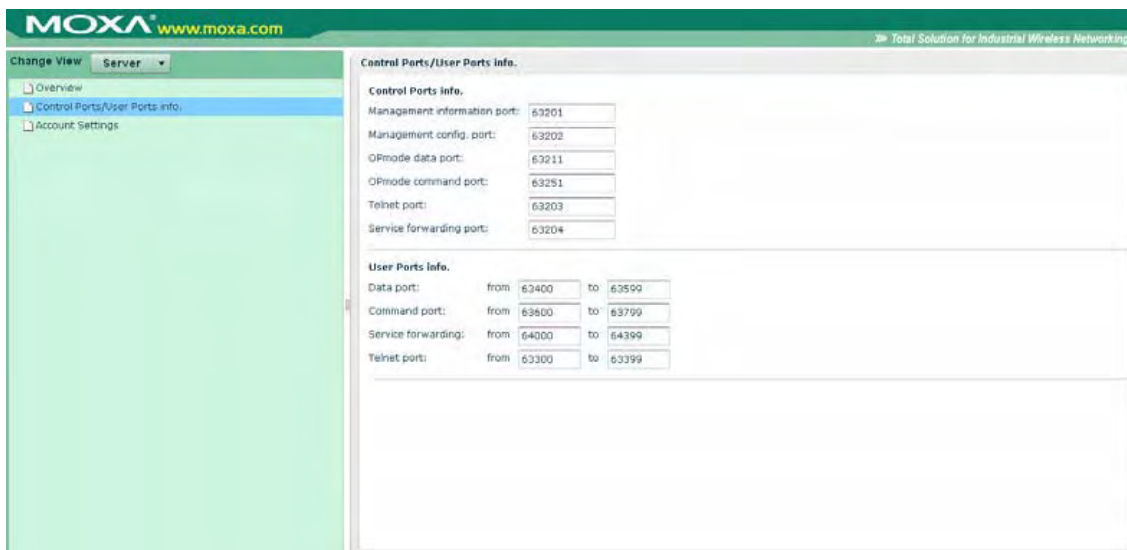 MOXA® www.moxa.com
Total Solution for Industrial Wireless Networking
Change View Server
Overview
Control Ports/User Ports info.
Account Settings
Control Ports/User Ports info.
Control Ports info.
Management information port: 63201
Management config. port: 63202
OPmode data port: 63211
OPmode command port: 63251
Telnet port: 63203
Service forwarding port: 63204
User Ports info.
Data port: from 63400 to 63599
Command port: from 63600 to 63799
Service forwarding: from 64000 to 64399
Telnet port: from 63300 to 63399